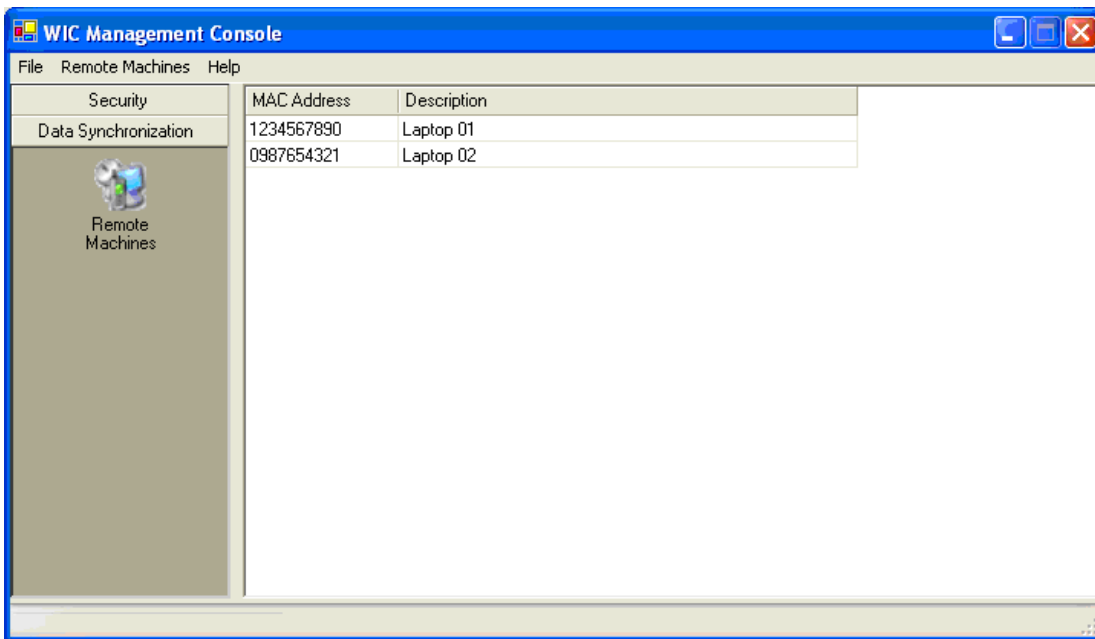 WIC Management Console
File Remote Machines Help
Security
Data Synchronization
Remote
Machines
MAC Address Description
1234567890 Laptop 01
0987654321 Laptop 02